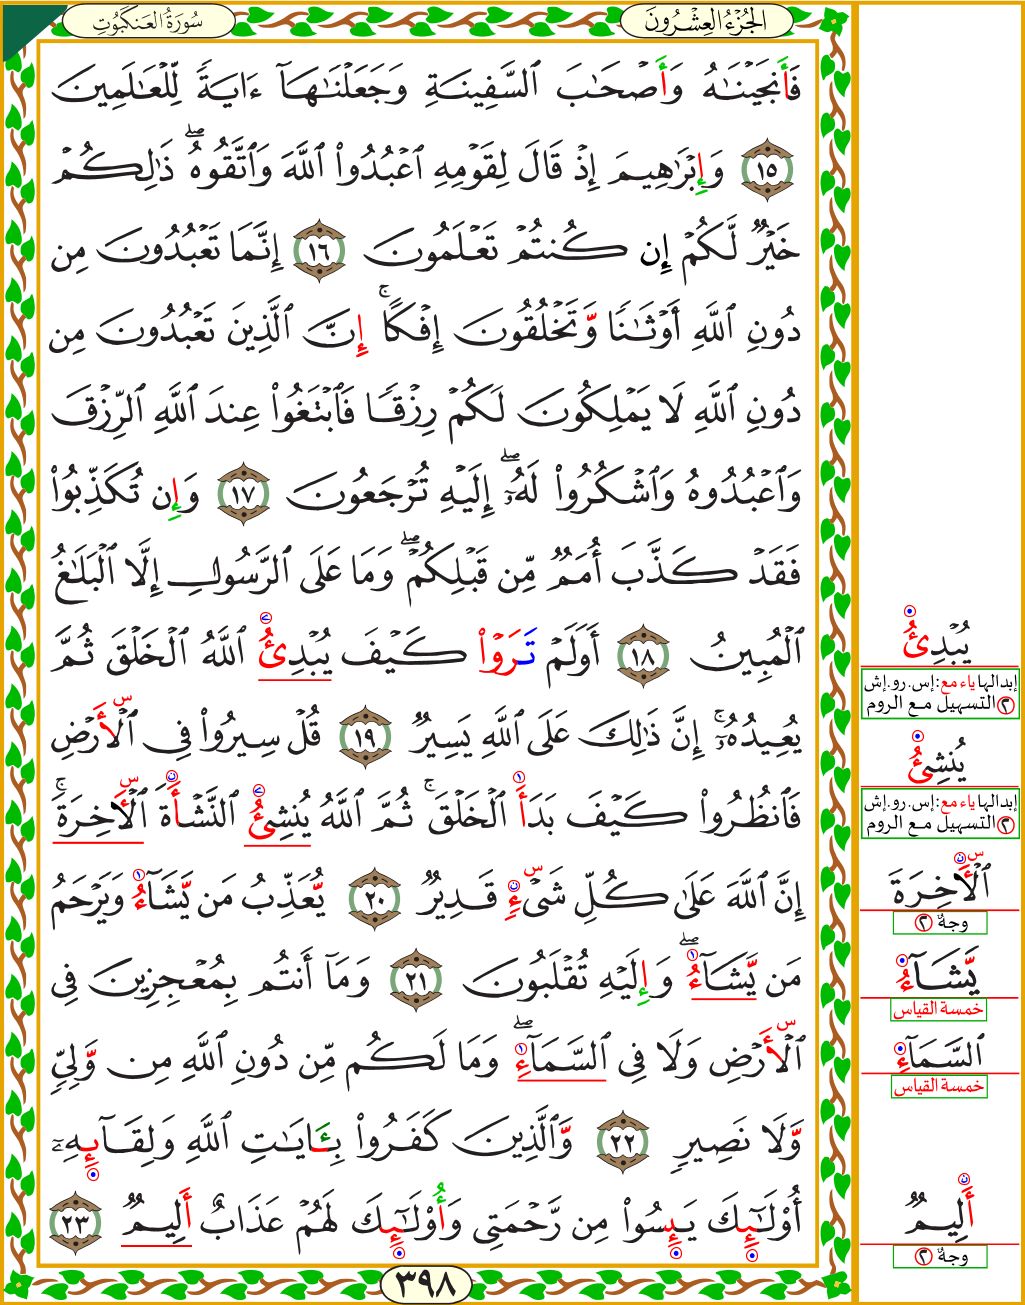 سُورَةُ العَنكَبُوتِ
الجُزْءُ العِشْرُونَ
فَأَنجَيْنَـٰهُ وَأَصْحَـٰبَ ٱلسَّفِينَةِ وَجَعَلْنَـٰهَآ ءَايَةً لِّلْعَـٰلَمِينَ
١٥ وَإِبْرَٰهِيمَ إِذْ قَالَ لِقَوْمِهِ ٱعْبُدُوا۟ ٱللَّهَ وَٱتَّقُوهُ ۖ ذَٰلِكُمْ
خَيْرٌ لَّكُمْ إِن كُنتُمْ تَعْلَمُونَ ١٦ إِنَّمَا تَعْبُدُونَ مِن
دُونِ ٱللَّهِ أَوْثَـٰنًا وَّتَخْلُقُونَ إِفْكًا ۚ إِنَّ ٱلَّذِينَ تَعْبُدُونَ مِن
دُونِ ٱللَّهِ لَا يَمْلِكُونَ لَكُمْ رِزْقًا فَٱبْتَغُوا۟ عِندَ ٱللَّهِ ٱلرِّزْقَ
وَٱعْبُدُوهُ وَٱشْكُرُوا۟ لَهُۥٓ ۖ إِلَيْهِ تُرْجَعُونَ ١٧ وَإِن تُكَذِّبُوا۟
فَقَدْ كَذَّبَ أُمَمٌ مِّن قَبْلِكُمْ ۖ وَمَا عَلَى ٱلرَّسُولِ إِلَّا ٱلْبَلَـٰغُ
ٱلْمُبِينُ ١٨ أَوَلَمْ تَرَوْا۟ كَيْفَ يُبْدِئُ ٱللَّهُ ٱلْخَلْقَ ثُمَّ
يُعِيدُهُۥٓ ۚ إِنَّ ذَٰلِكَ عَلَى ٱللَّهِ يَسِيرٌ ١٩ قُلْ سِيرُوا۟ فِى ٱلْأَرْضِ
فَٱنظُرُوا۟ كَيْفَ بَدَأَ ٱلْخَلْقَ ۚ ثُمَّ ٱللَّهُ يُنشِئُ ٱلنَّشْأَةَ ٱلْأَخِرَةَ ۚ
إِنَّ ٱللَّهَ عَلَىٰ كُلِّ شَىْءٍ قَدِيرٌ ٢٠ يُّعَذِّبُ مَن يَّشَآءُ وَيَرْحَمُ
مَن يَّشَآءُ ۖ وَإِلَيْهِ تُقْلَبُونَ ٢١ وَمَآ أَنتُم بِمُعْجِزِينَ فِى
ٱلْأَرْضِ وَلَا فِى ٱلسَّمَآءِ ۖ وَمَا لَكُم مِّن دُونِ ٱللَّهِ مِن وَّلِىٍّ
وَّلَا نَصِيرٍ ٢٢ وَّٱلَّذِينَ كَفَرُوا۟ بِـَٔايَـٰتِ ٱللَّهِ وَلِقَآئِهِۦٓ
أُو۟لَـٰٓئِكَ يَئِسُوا۟ مِن رَّحْمَتِى وَأُو۟لَـٰٓئِكَ لَهُمْ عَذَابٌ أَلِيمٌ ٢٣
٣٩٨
يُبْدِئُ
إبدالها ياء مع: إس.رو.إش
٢ التسهيل مع الروم
يُنشِئُ
إبدالها ياء مع: إس.رو.إش
٢ التسهيل مع الروم
ٱلْأَخِرَةَ
وجهٌ ٢
يَّشَآءُ
خمسة القياس
ٱلسَّمَآءِ
خمسة القياس
أَلِيمٌ
وجهٌ ٢